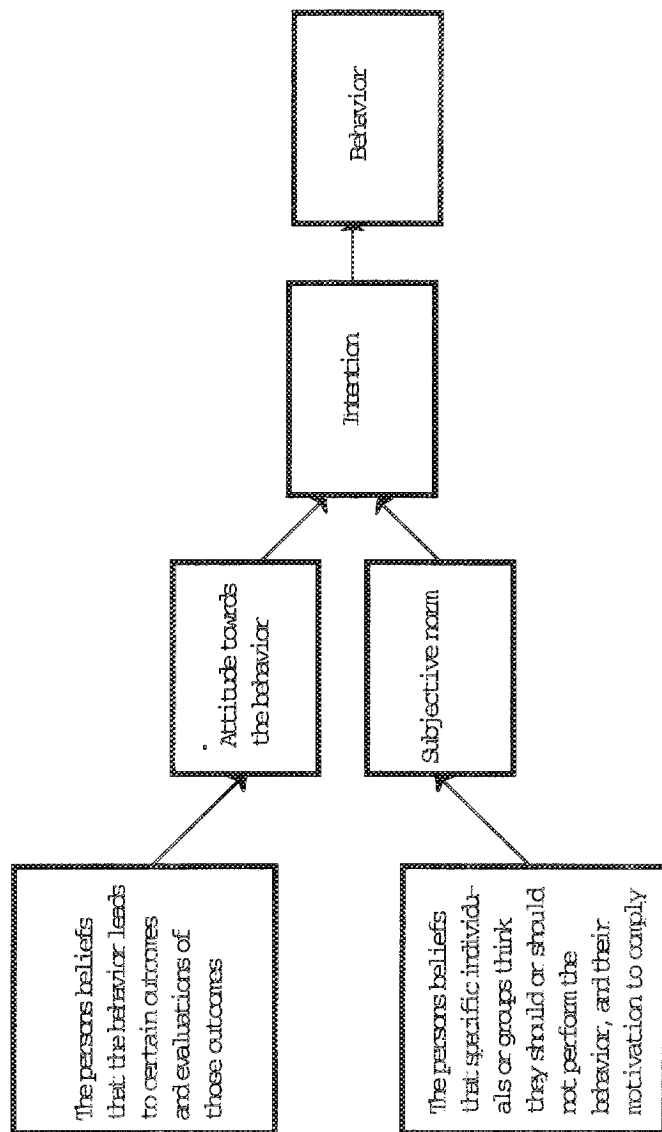 The persons beliefs
that the behavior leads
to certain outcomes
and evaluations of
those outcomes
Attitude towards
the behavior
The persons beliefs
that specific individu-
als or groups think
they should or should
not perform the
behavior, and their
motivation to comply
Subjective norm
Intention
Behavior